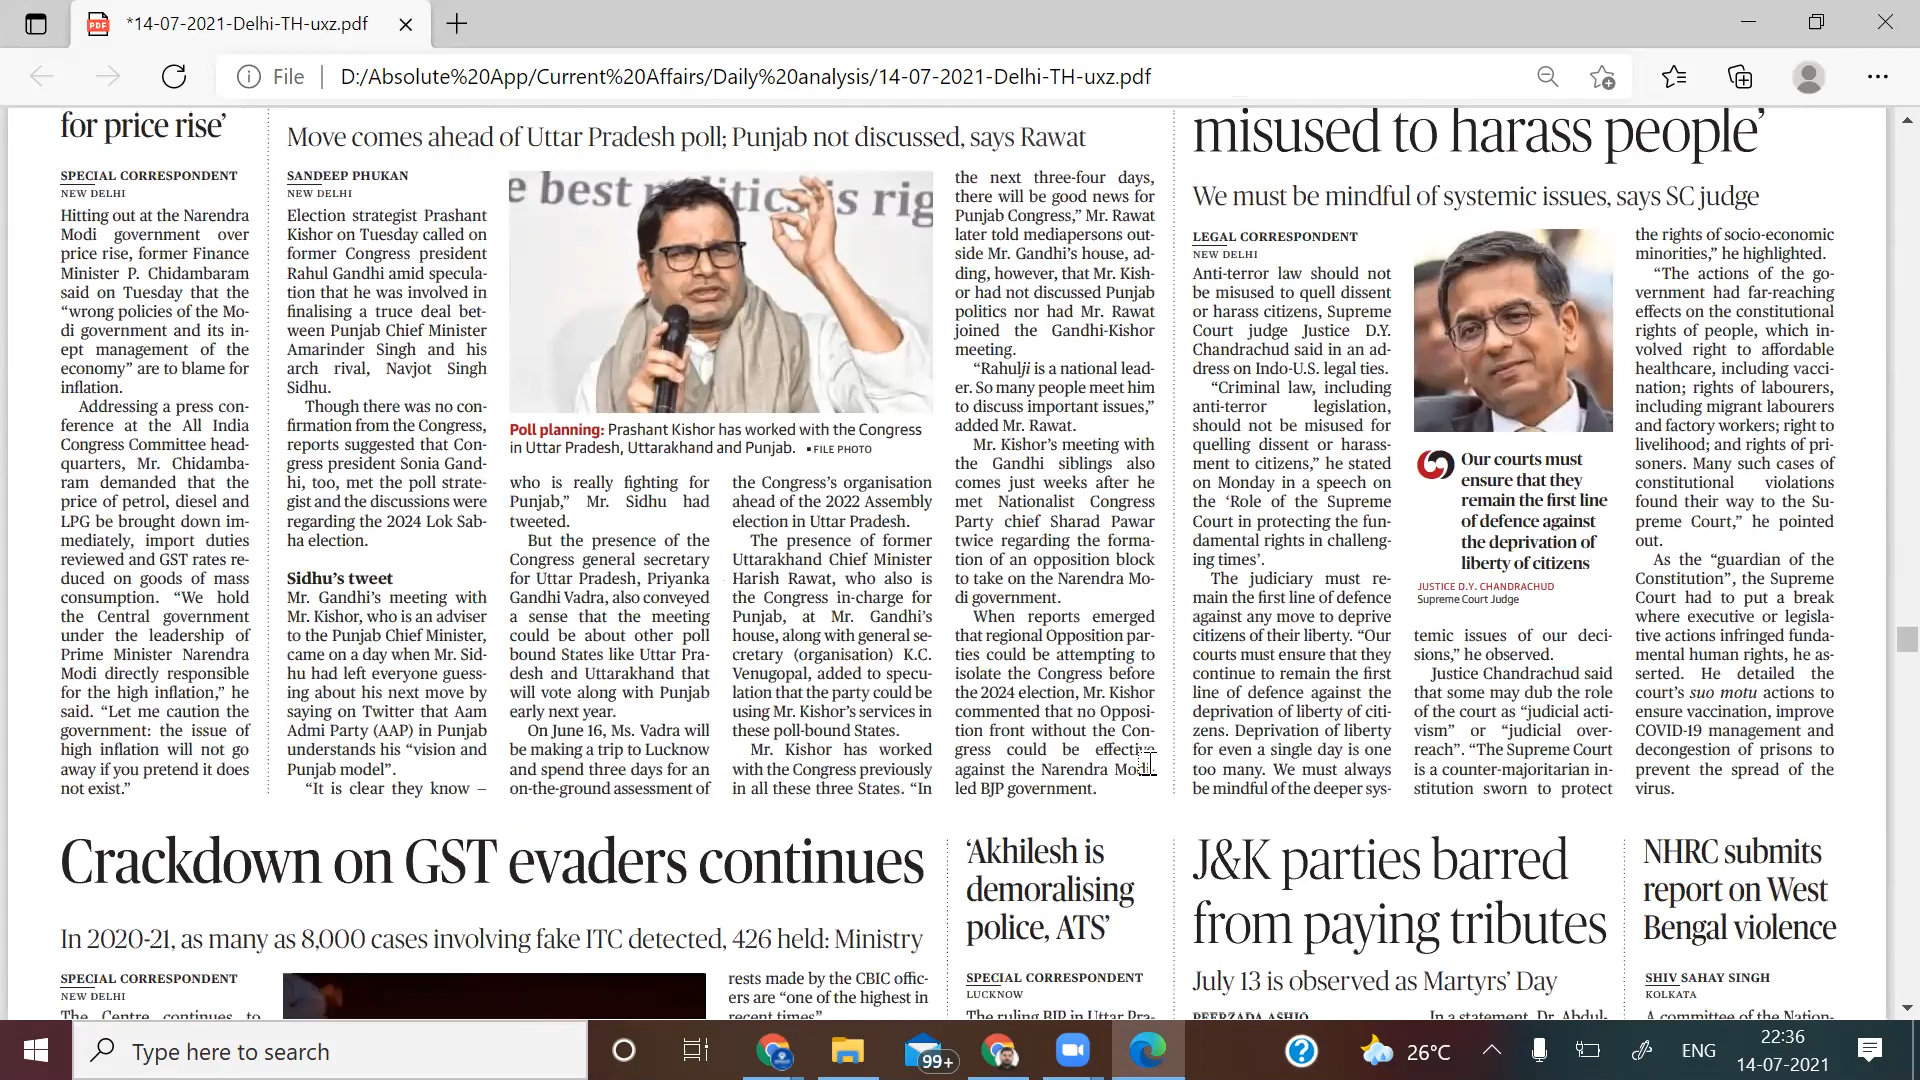 *14-07-2021-Delhi-TH-uxz.pdf
File
D:/Absolute%20App/Current%20Affairs/Daily%20analysis/14-07-2021-Delhi-TH-uxz.pdf
for price rise’
SPECIAL CORRESPONDENT
NEW DELHI
Hitting out at the Narendra
Modi government over
price rise, former Finance
Minister P. Chidambaram
said on Tuesday that the
“wrong policies of the Mo-
di government and its in-
ept management of the
economy” are to blame for
inflation.
Addressing a press con-
ference at the All India
Congress Committee head-
quarters, Mr. Chidamba-
ram demanded that the
price of petrol, diesel and
LPG be brought down im-
mediately, import duties
reviewed and GST rates re-
duced on goods of mass
consumption. “We hold
the Central government
under the leadership of
Prime Minister Narendra
Modi directly responsible
for the high inflation,” he
said. “Let me caution the
government: the issue of
high inflation will not go
away if you pretend it does
not exist.”
Move comes ahead of Uttar Pradesh poll; Punjab not discussed, says Rawat
SANDEEP PHUKAN
NEW DELHI
Election strategist Prashant
Kishor on Tuesday called on
former Congress president
Rahul Gandhi amid specula-
tion that he was involved in
finalising a truce deal bet-
ween Punjab Chief Minister
Amarinder Singh and his
arch rival, Navjot Singh
Sidhu.
Though there was no con-
firmation from the Congress,
reports suggested that Con-
gress president Sonia Gand-
hi, too, met the poll strate-
gist and the discussions were
regarding the 2024 Lok Sab-
ha election.
Sidhu’s tweet
Mr. Gandhi’s meeting with
Mr. Kishor, who is an adviser
to the Punjab Chief Minister,
came on a day when Mr. Sid-
hu had left everyone guess-
ing about his next move by
saying on Twitter that Aam
Admi Party (AAP) in Punjab
understands his “vision and
Punjab model”.
“It is clear they know –
e best politics is rig
Poll planning: Prashant Kishor has worked with the Congress
in Uttar Pradesh, Uttarakhand and Punjab. ▪FILE PHOTO
who is really fighting for
Punjab,” Mr. Sidhu had
tweeted.
But the presence of the
Congress general secretary
for Uttar Pradesh, Priyanka
Gandhi Vadra, also conveyed
a sense that the meeting
could be about other poll
bound States like Uttar Pra-
desh and Uttarakhand that
will vote along with Punjab
early next year.
On June 16, Ms. Vadra will
be making a trip to Lucknow
and spend three days for an
on-the-ground assessment of
the Congress’s organisation
ahead of the 2022 Assembly
election in Uttar Pradesh.
The presence of former
Uttarakhand Chief Minister
Harish Rawat, who also is
the Congress in-charge for
Punjab, at Mr. Gandhi’s
house, along with general se-
cretary (organisation) K.C.
Venugopal, added to specu-
lation that the party could be
using Mr. Kishor’s services in
these poll-bound States.
Mr. Kishor has worked
with the Congress previously
in all these three States. “In
the next three-four days,
there will be good news for
Punjab Congress,” Mr. Rawat
later told mediapersons out-
side Mr. Gandhi’s house, ad-
ding, however, that Mr. Kish-
or had not discussed Punjab
politics nor had Mr. Rawat
joined the Gandhi-Kishor
meeting.
“Rahulji is a national lead-
er. So many people meet him
to discuss important issues,”
added Mr. Rawat.
Mr. Kishor’s meeting with
the Gandhi siblings also
comes just weeks after he
met Nationalist Congress
Party chief Sharad Pawar
twice regarding the forma-
tion of an opposition block
to take on the Narendra Mo-
di government.
When reports emerged
that regional Opposition par-
ties could be attempting to
isolate the Congress before
the 2024 election, Mr. Kishor
commented that no Opposi-
tion front without the Con-
gress could be effective
against the Narendra Modi-
led BJP government.
misused to harass people’
We must be mindful of systemic issues, says SC judge
LEGAL CORRESPONDENT
NEW DELHI
Anti-terror law should not
be misused to quell dissent
or harass citizens, Supreme
Court judge Justice D.Y.
Chandrachud said in an ad-
dress on Indo-U.S. legal ties.
“Criminal law, including
anti-terror legislation,
should not be misused for
quelling dissent or harass-
ment to citizens,” he stated
on Monday in a speech on
the ‘Role of the Supreme
Court in protecting the fun-
damental rights in challeng-
ing times’.
The judiciary must re-
main the first line of defence
against any move to deprive
citizens of their liberty. “Our
courts must ensure that they
continue to remain the first
line of defence against the
deprivation of liberty of citi-
zens. Deprivation of liberty
for even a single day is one
too many. We must always
be mindful of the deeper sys-
Our courts must
ensure that they
remain the first line
of defence against
the deprivation of
liberty of citizens
JUSTICE D.Y. CHANDRACHUD
Supreme Court Judge
temic issues of our deci-
sions,” he observed.
Justice Chandrachud said
that some may dub the role
of the court as “judicial acti-
vism” or “judicial over-
reach”. “The Supreme Court
is a counter-majoritarian in-
stitution sworn to protect
the rights of socio-economic
minorities,” he highlighted.
“The actions of the go-
vernment had far-reaching
effects on the constitutional
rights of people, which in-
volved right to affordable
healthcare, including vacci-
nation; rights of labourers,
including migrant labourers
and factory workers; right to
livelihood; and rights of pri-
soners. Many such cases of
constitutional violations
found their way to the Su-
preme Court,” he pointed
out.
As the “guardian of the
Constitution”, the Supreme
Court had to put a break
where executive or legisla-
tive actions infringed funda-
mental human rights, he as-
serted. He detailed the
court’s suo motu actions to
ensure vaccination, improve
COVID-19 management and
decongestion of prisons to
prevent the spread of the
virus.
Crackdown on GST evaders continues
In 2020-21, as many as 8,000 cases involving fake ITC detected, 426 held: Ministry
SPECIAL CORRESPONDENT
NEW DELHI
The Centre continues to
rests made by the CBIC offic-
ers are “one of the highest in
recent times”.
‘Akhilesh is
demoralising
police, ATS’
SPECIAL CORRESPONDENT
LUCKNOW
The ruling BJP in Uttar Pra-
J&K parties barred
from paying tributes
July 13 is observed as Martyrs’ Day
PEERZADA ASHIQ
In a statement, Dr. Abdul-
NHRC submits
report on West
Bengal violence
SHIV SAHAY SINGH
KOLKATA
A committee of the Nation-
Type here to search
99+
26°C
ENG
22:36
14-07-2021